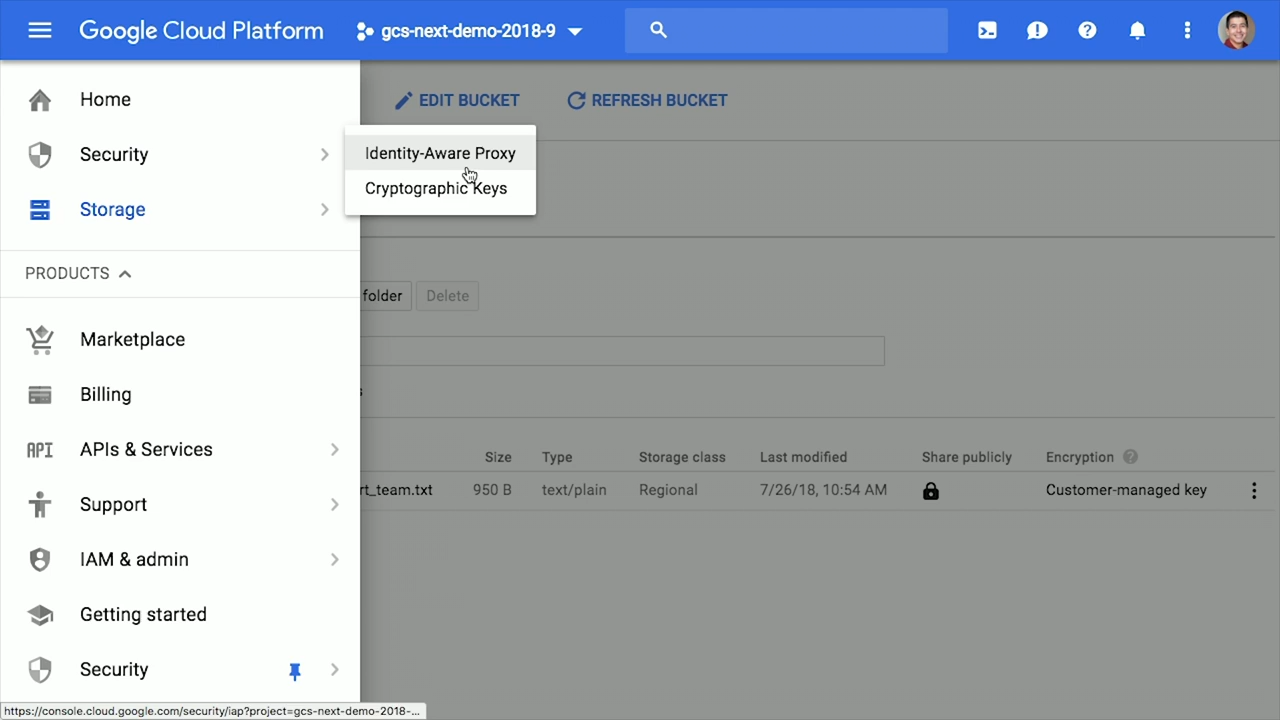 Google Cloud Platform
gcs-next-demo-2018-9
Home
Security
Storage
EDIT BUCKET
REFRESH BUCKET
Identity-Aware Proxy
Cryptographic Keys
PRODUCTS
folder
Delete
Marketplace
Billing
API APIs & Services
Support
IAM & admin
Getting started
Security
Size Type Storage class Last modified Share publicly Encryption ?
rt_team.txt 950 B text/plain Regional 7/26/18, 10:54 AM Customer-managed key
https://console.cloud.google.com/security/iap?project=gcs-next-demo-2018-...